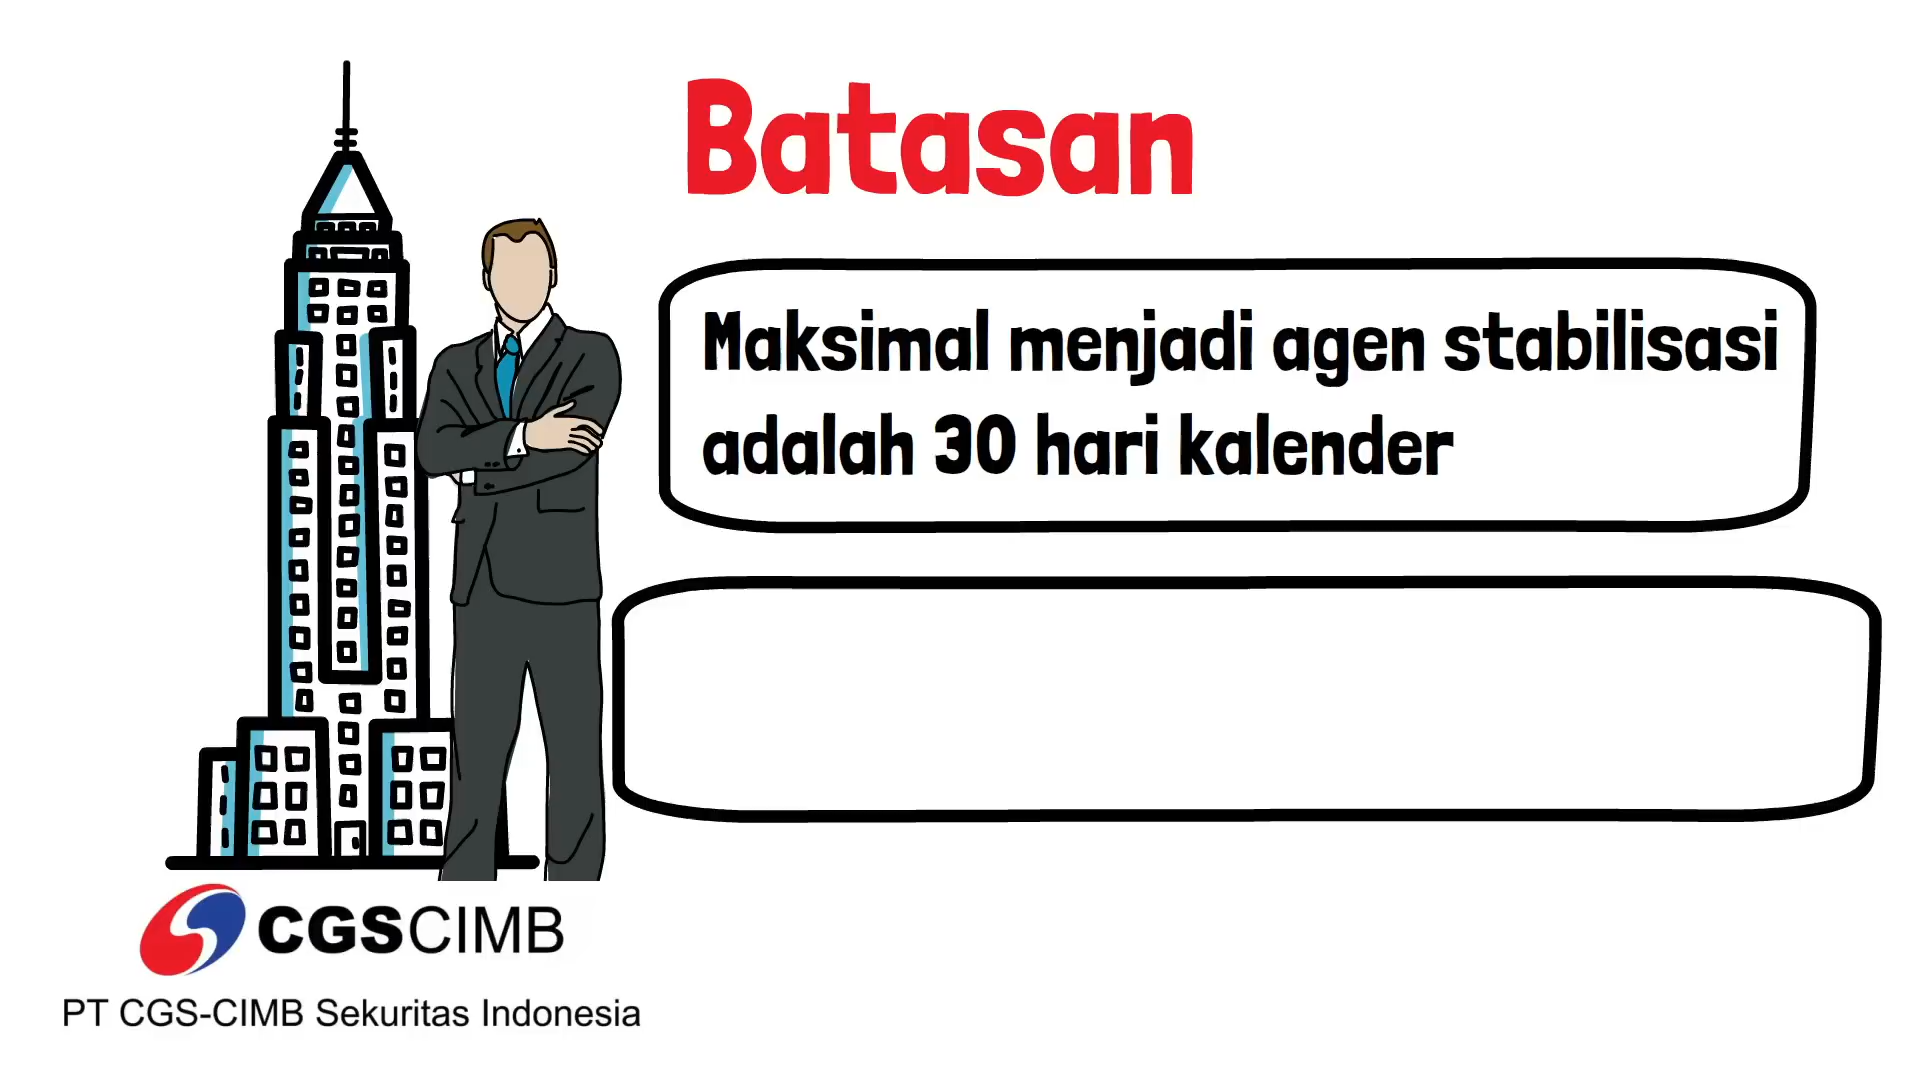 Batasan
Maksimal menjadi agen stabilisasi
adalah 30 hari kalender
CGSCIMB
PT CGS-CIMB Sekuritas Indonesia